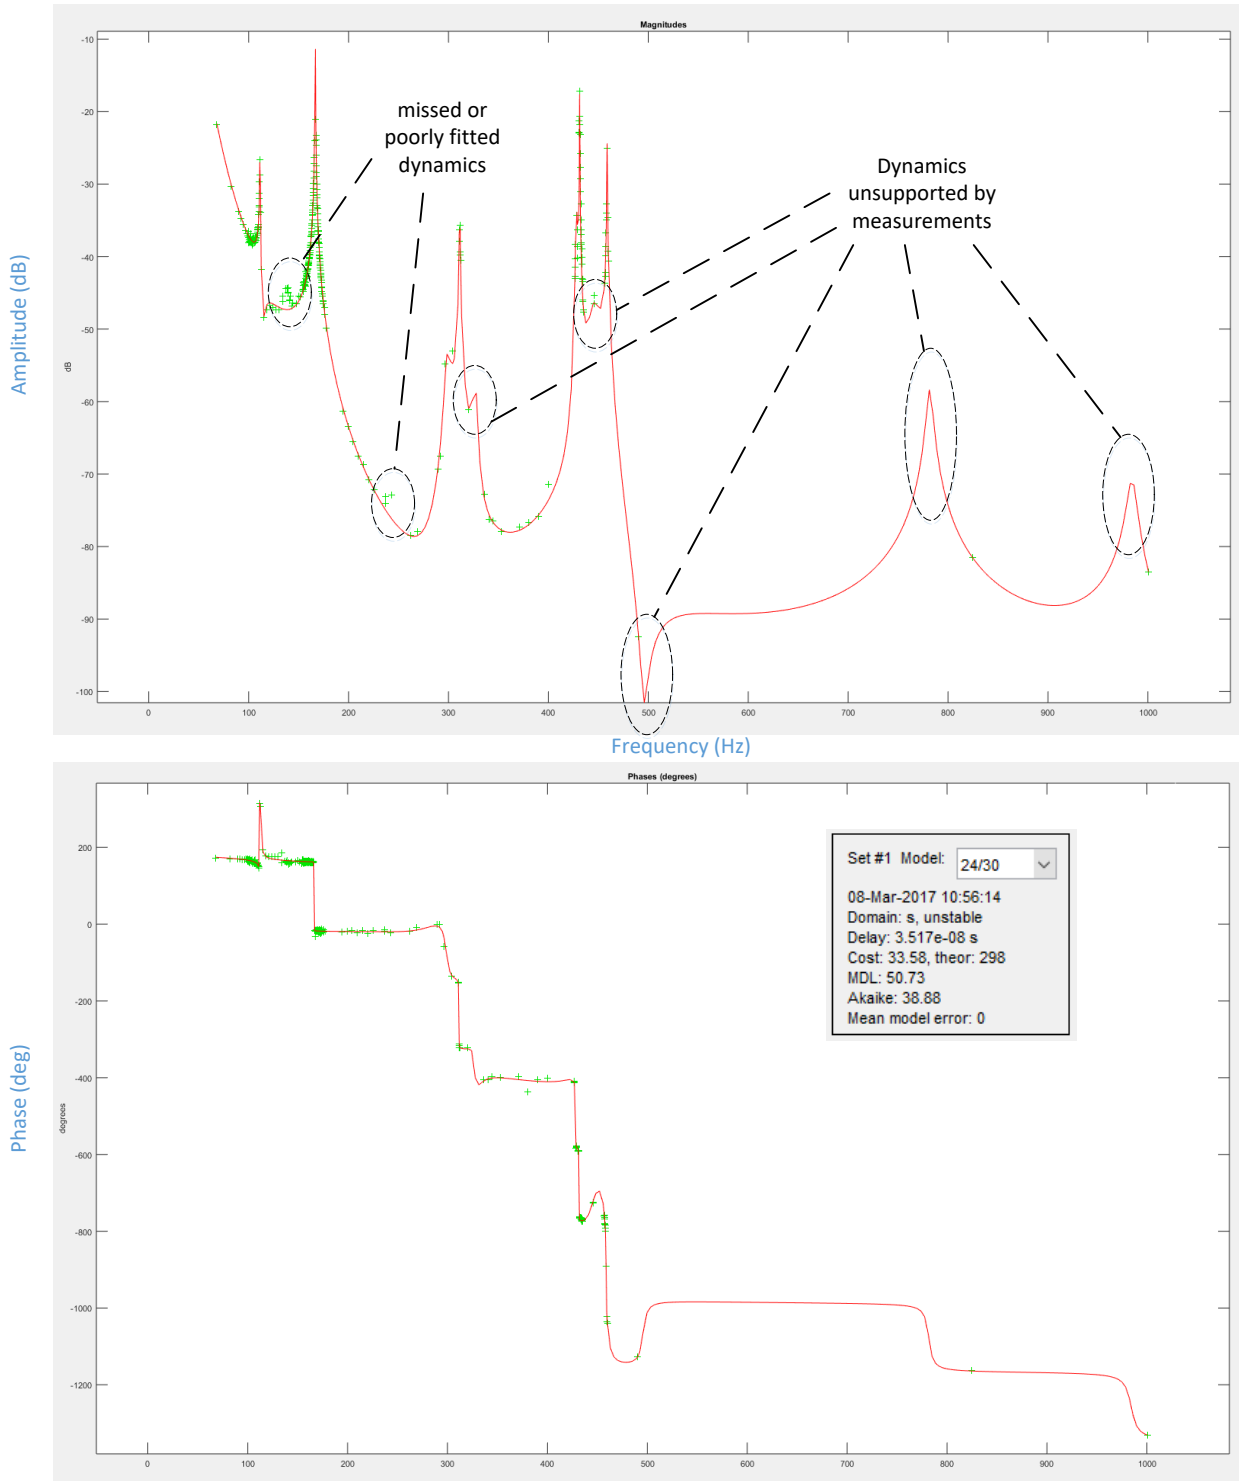 Magnitudes
-10
-20
-30
-40
-50
-60
-70
-80
-90
-100
dB
Amplitude (dB)
missed or
poorly fitted
dynamics
Dynamics
unsupported by
measurements
0 100 200 300 400 500 600 700 800 900 1000
Frequency (Hz)
Phases (degrees)
200
0
-200
-400
-600
-800
-1000
-1200
degrees
Phase (deg)
Set #1 Model: 24/30
08-Mar-2017 10:56:14
Domain: s, unstable
Delay: 3.517e-08 s
Cost: 33.58, theor: 298
MDL: 50.73
Akaike: 38.88
Mean model error: 0
0 100 200 300 400 500 600 700 800 900 1000